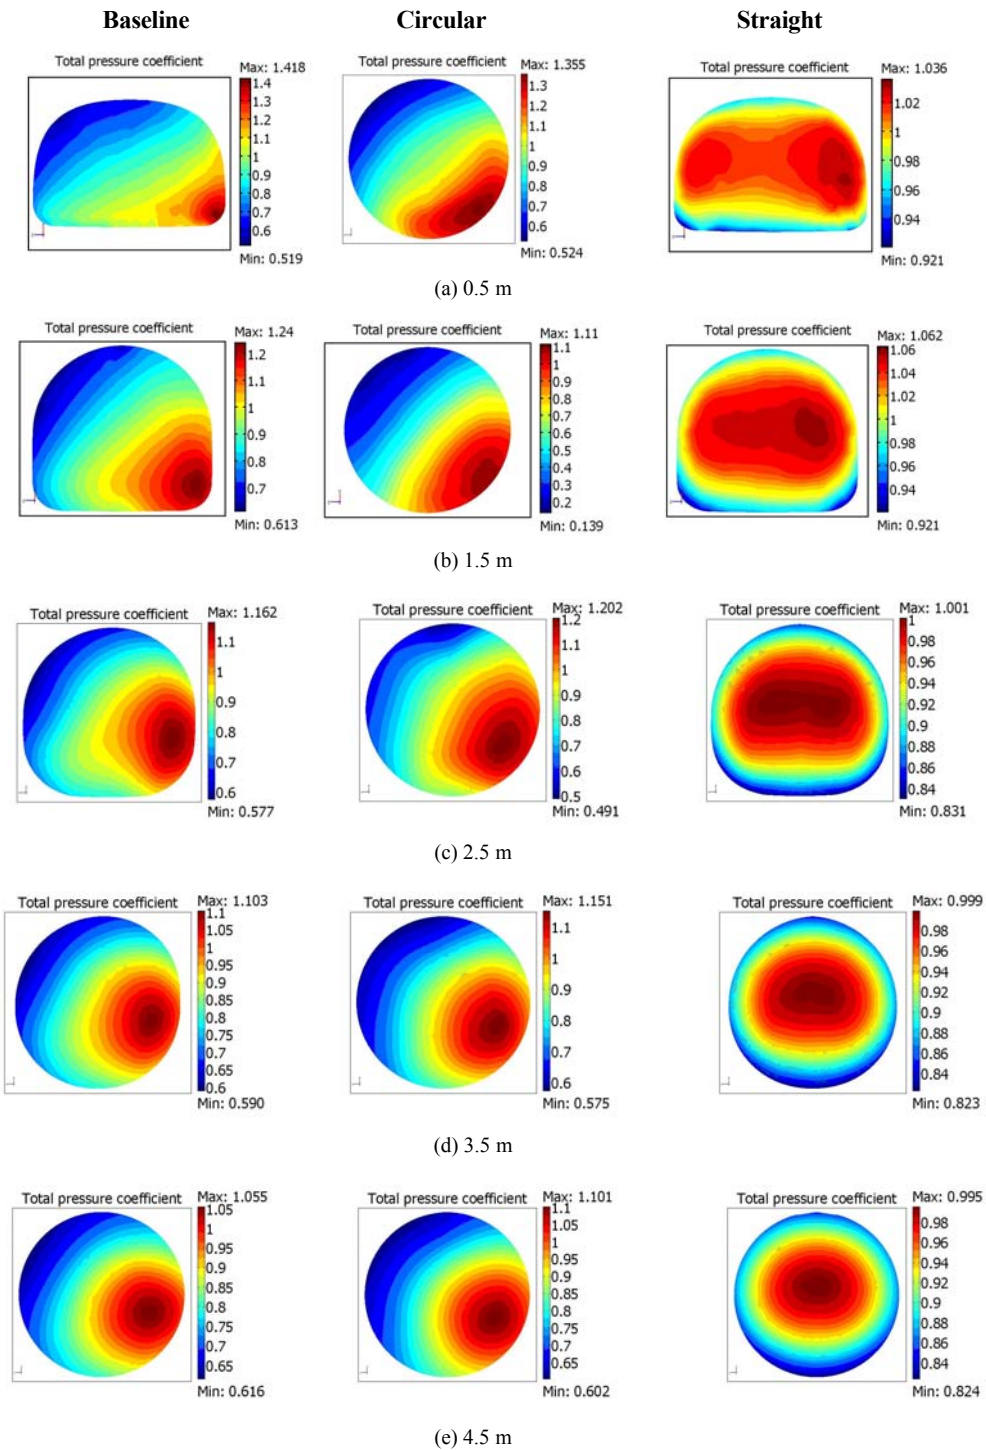 Baseline Circular Straight
Total pressure coefficient Total pressure coefficient Total pressure coefficient
Max: 1.418 Max: 1.355 Max: 1.036
1.4 1.3 1.02
1.3 1.2 1
1.2 1.1 0.98
1.1 1 0.96
1 0.9 0.94
0.9 0.8
0.8 0.7
0.7 0.6
0.6
Min: 0.519 Min: 0.524 Min: 0.921
(a) 0.5 m
Total pressure coefficient Total pressure coefficient Total pressure coefficient
Max: 1.24 Max: 1.11 Max: 1.062
1.2 1.1 1.06
1.1 1 1.04
1 0.9 1.02
0.9 0.8 1
0.8 0.7 0.98
0.7 0.6 0.96
0.5 0.94
0.4
0.3
0.2
Min: 0.613 Min: 0.139 Min: 0.921
(b) 1.5 m
Total pressure coefficient Total pressure coefficient Total pressure coefficient
Max: 1.162 Max: 1.202 Max: 1.001
1.1 1.2 1
1 1.1 0.98
0.9 1 0.96
0.8 0.9 0.94
0.7 0.8 0.92
0.6 0.7 0.9
0.6 0.88
0.5 0.86
0.84
Min: 0.577 Min: 0.491 Min: 0.831
(c) 2.5 m
Total pressure coefficient Total pressure coefficient Total pressure coefficient
Max: 1.103 Max: 1.151 Max: 0.999
1.1 1.1 0.98
1.05 1 0.96
1 0.9 0.94
0.95 0.8 0.92
0.9 0.7 0.9
0.85 0.6 0.88
0.8 0.86
0.75 0.84
0.7
0.65
0.6
Min: 0.590 Min: 0.575 Min: 0.823
(d) 3.5 m
Total pressure coefficient Total pressure coefficient Total pressure coefficient
Max: 1.055 Max: 1.101 Max: 0.995
1.05 1.1 0.98
1 1.05 0.96
0.95 1 0.94
0.9 0.95 0.92
0.85 0.9 0.9
0.8 0.85 0.88
0.75 0.8 0.86
0.7 0.75 0.84
0.65 0.7
0.65
Min: 0.616 Min: 0.602 Min: 0.824
(e) 4.5 m